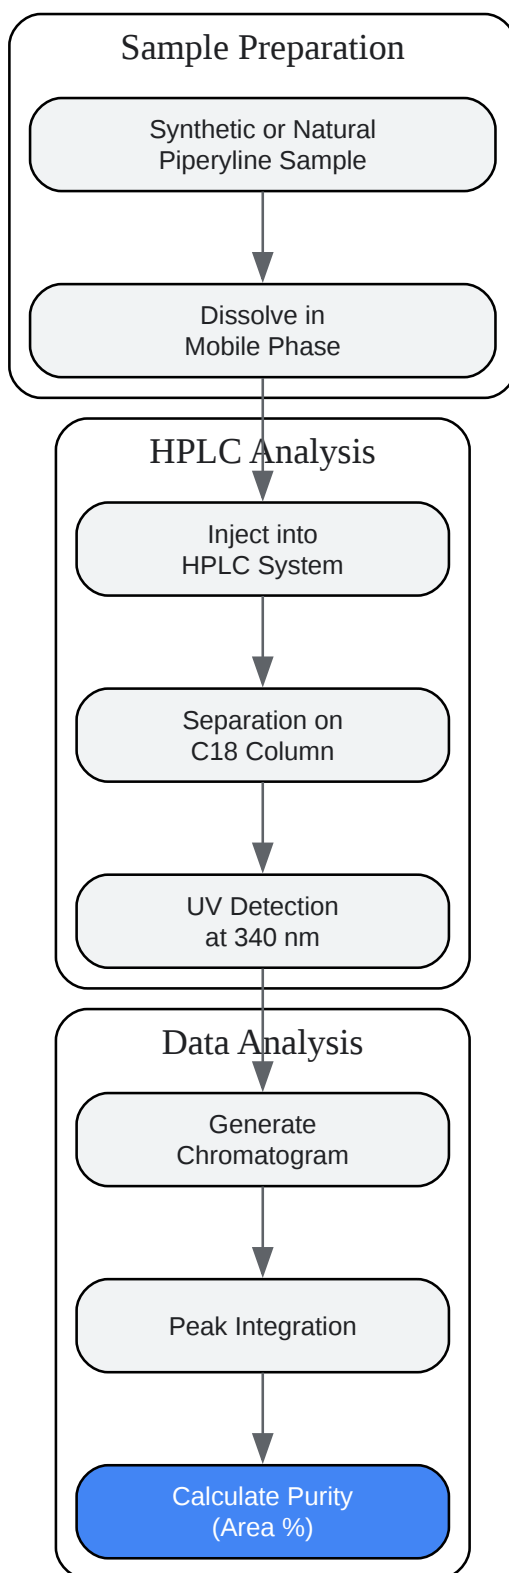 Sample Preparation
Synthetic or Natural
Piperyline Sample
Dissolve in
Mobile Phase
HPLC Analysis
Inject into
HPLC System
Separation on
C18 Column
UV Detection
at 340 nm
Data Analysis
Generate
Chromatogram
Peak Integration
Calculate Purity
(Area %)